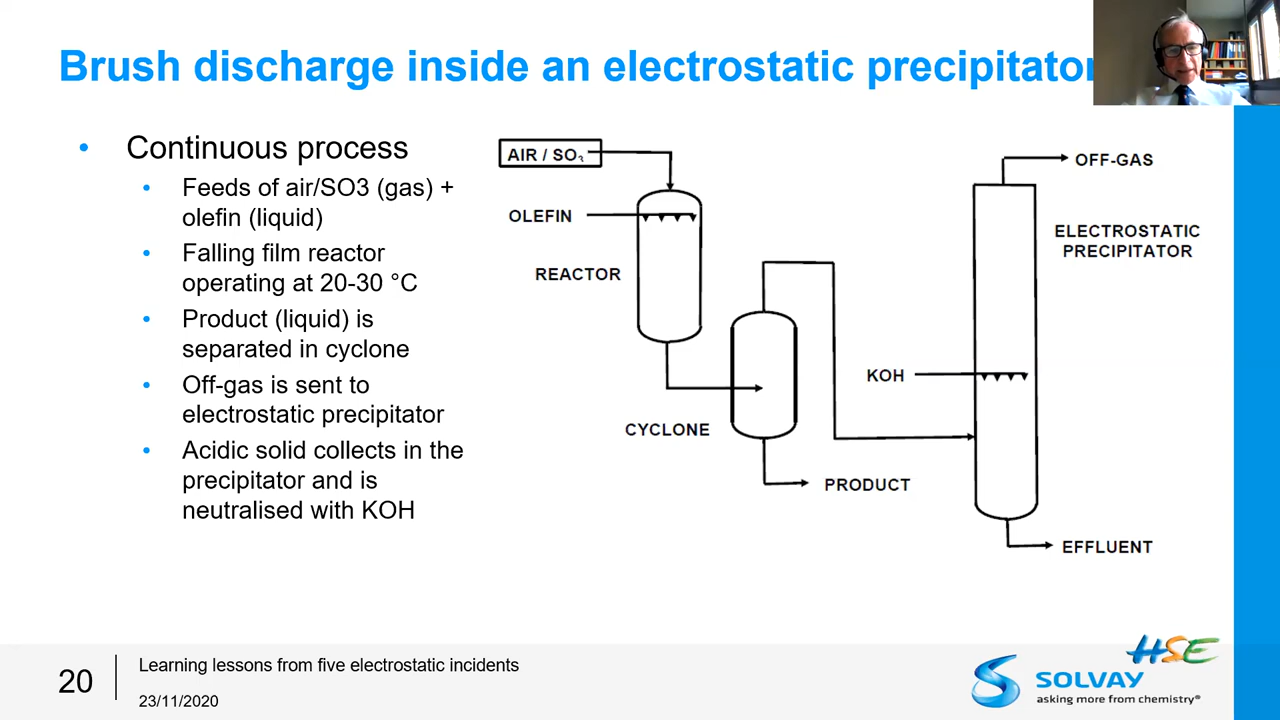 Brush discharge inside an electrostatic precipitator
Continuous process
Feeds of air/SO3 (gas) +
olefin (liquid)
Falling film reactor
operating at 20-30 °C
Product (liquid) is
separated in cyclone
Off-gas is sent to
electrostatic precipitator
Acidic solid collects in the
precipitator and is
neutralised with KOH
AIR / SO₃
OLEFIN
REACTOR
CYCLONE
PRODUCT
KOH
OFF-GAS
ELECTROSTATIC
PRECIPITATOR
EFFLUENT
20
Learning lessons from five electrostatic incidents
23/11/2020
HSE
SOLVAY
asking more from chemistry®